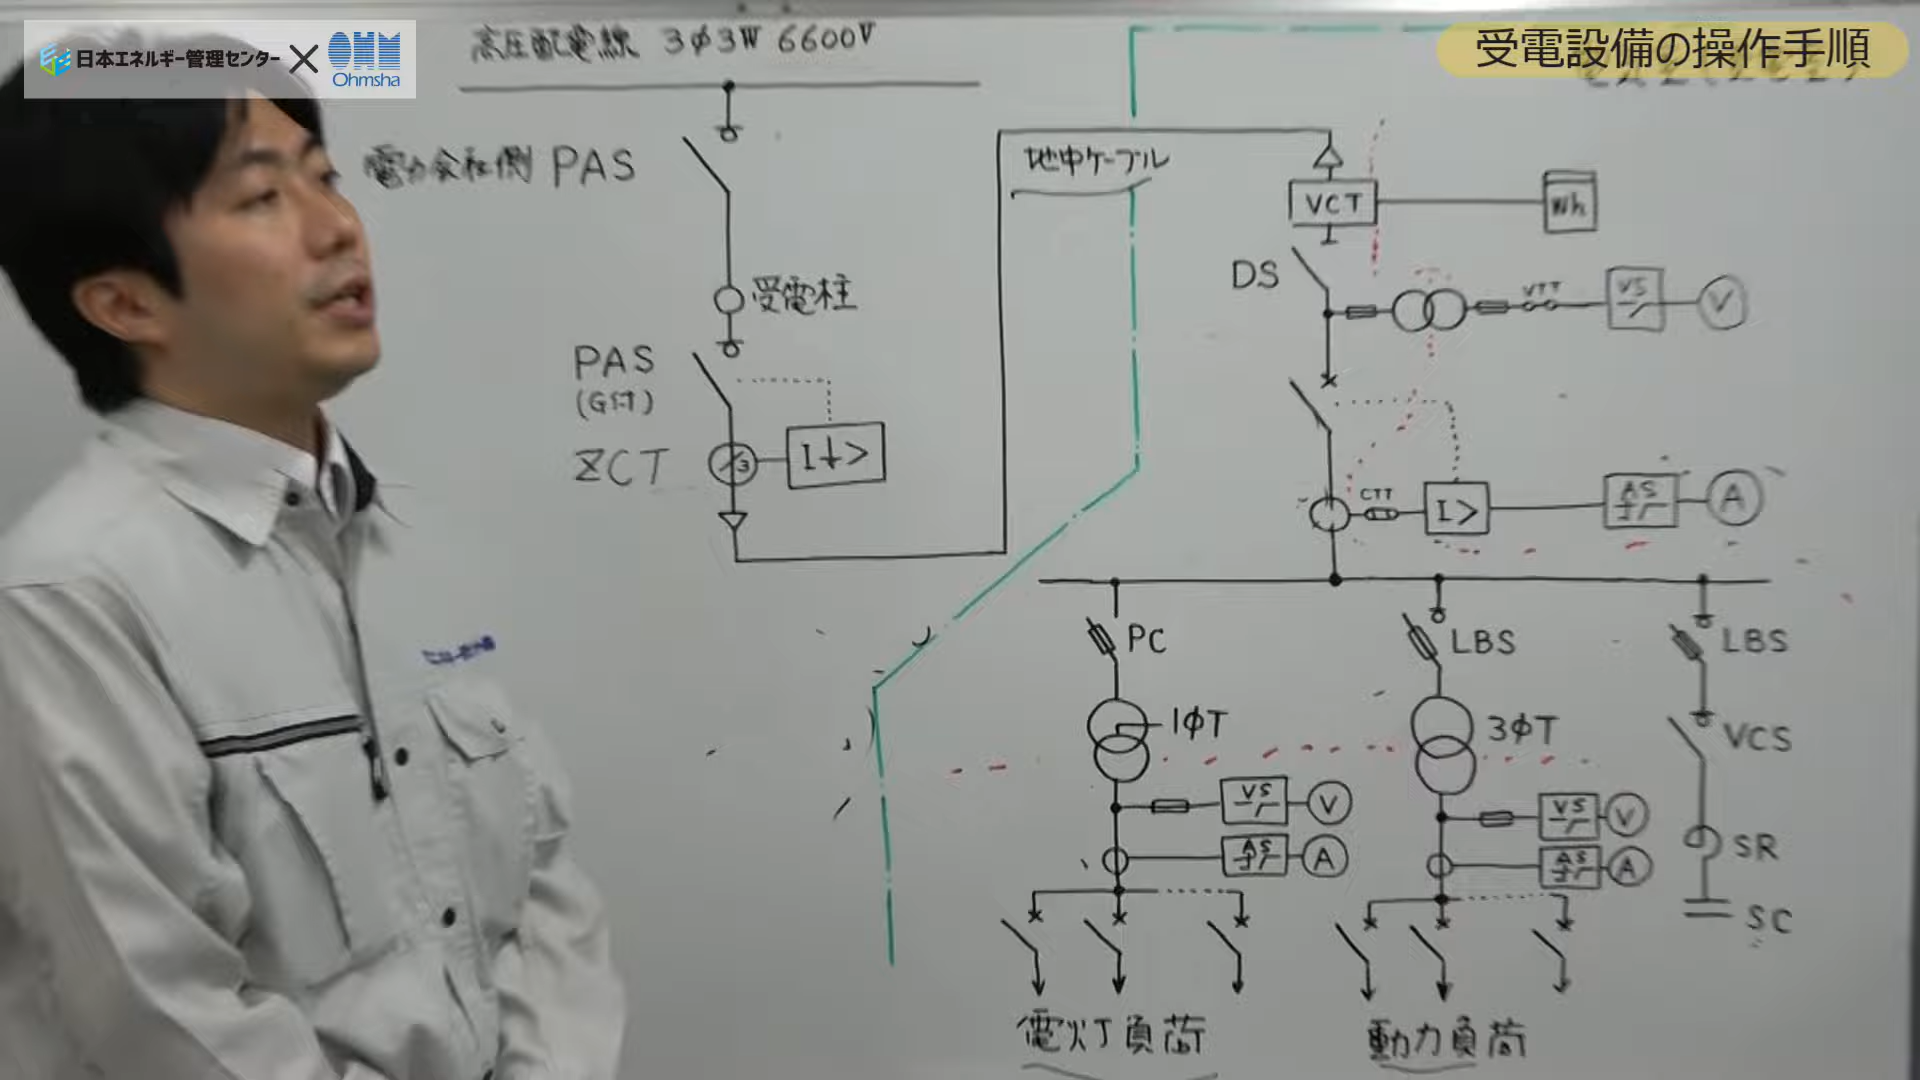 日本エネルギー管理センター×OHM
Ohmsha
受電設備の操作手順
高圧配電線 3φ3W 6600V
電力会社側 PAS
地中ケーブル
VCT
Wh
受電柱
DS
VTT
VS
V
PAS
(G付)
ZCT
3
I⏚>
CTT
I>
AS
A
PC
LBS
LBS
1φT
3φT
VCS
VS
V
VS
V
AS
A
AS
A
SR
SC
電灯負荷
動力負荷